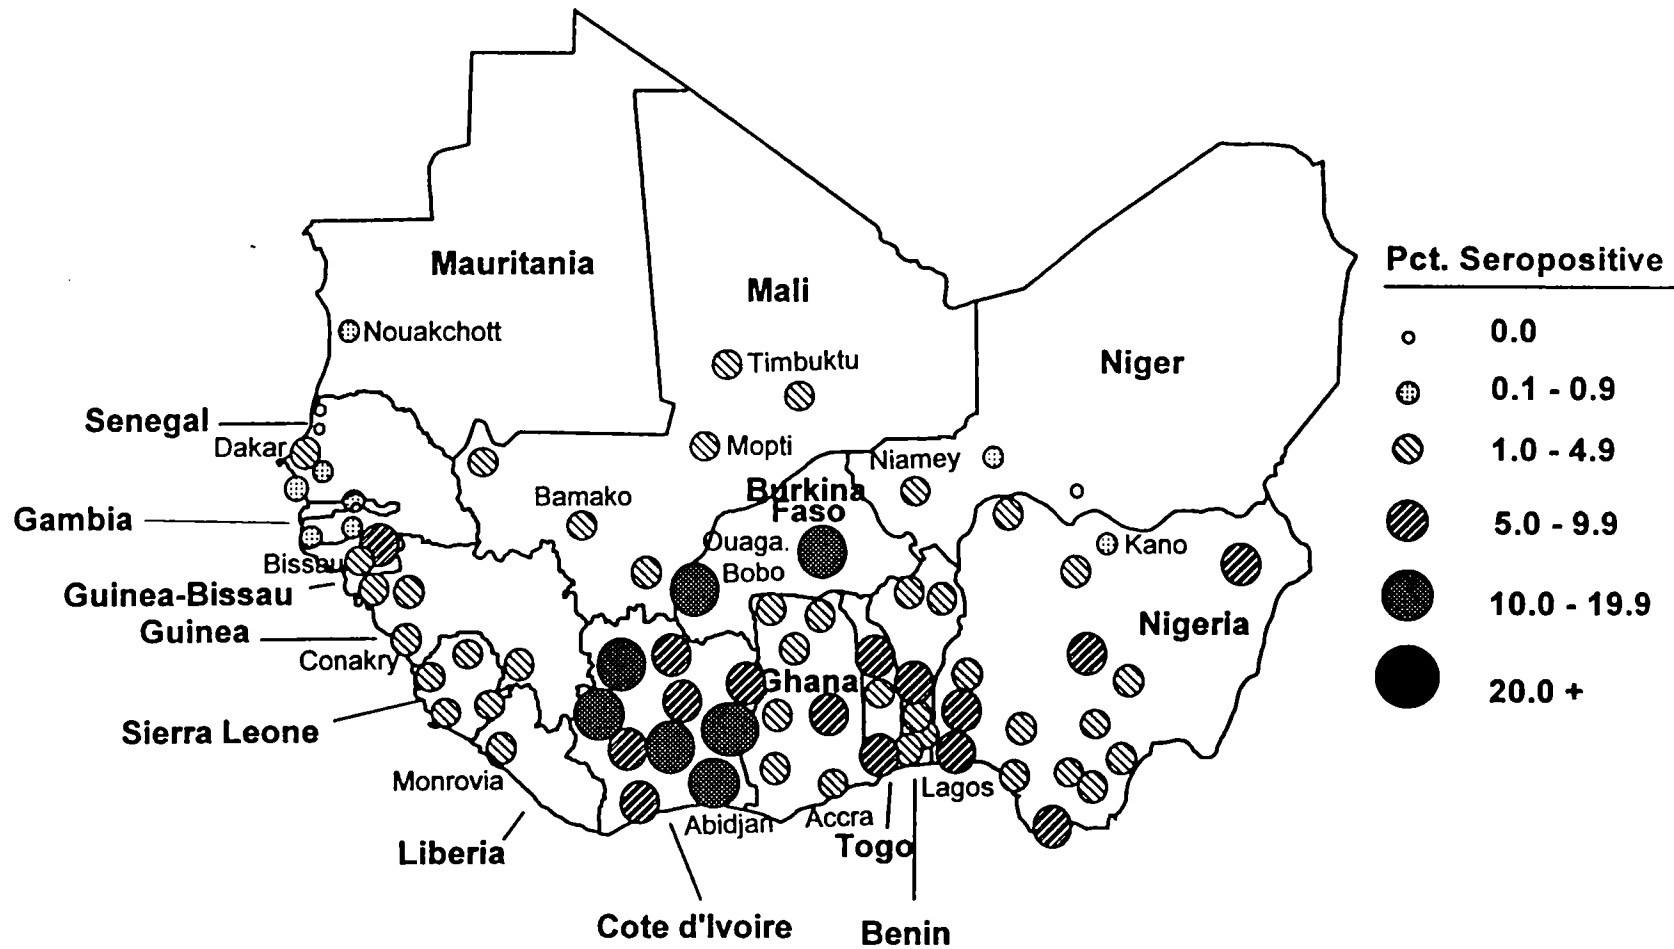 Mauritania
Mali
Pct. Seropositive
0.0
Nouakchott
Timbuktu
Niger
0.1 - 0.9
Senegal
Dakar
Mopti
Niamey
1.0 - 4.9
Bamako
Burkina
Faso
Gambia
5.0 - 9.9
Ouaga.
Kano
Bissau
Bobo
Guinea-Bissau
10.0 - 19.9
Guinea
Nigeria
Conakry
Ghana
20.0 +
Sierra Leone
Monrovia
Lagos
Abidjan
Accra
Liberia
Togo
Cote d'Ivoire
Benin